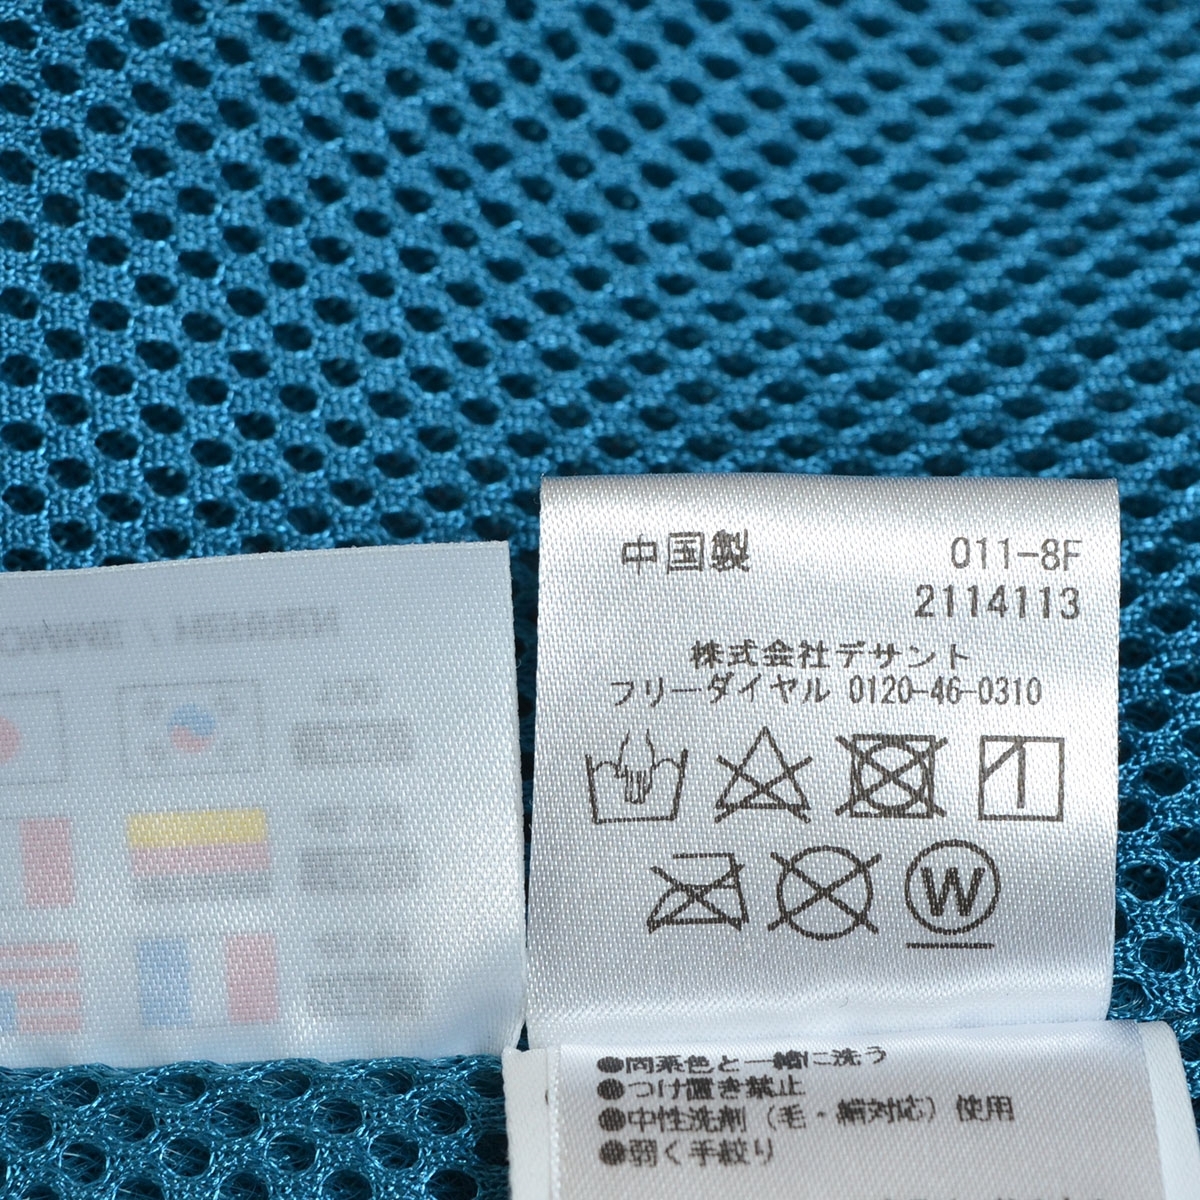 中国製 011-8F
2114113
株式会社デサント
フリーダイヤル 0120-46-0310
W
●同系色と一緒に洗う
●つけ置き禁止
●中性洗剤（毛・絹対応）使用
●弱く手絞り